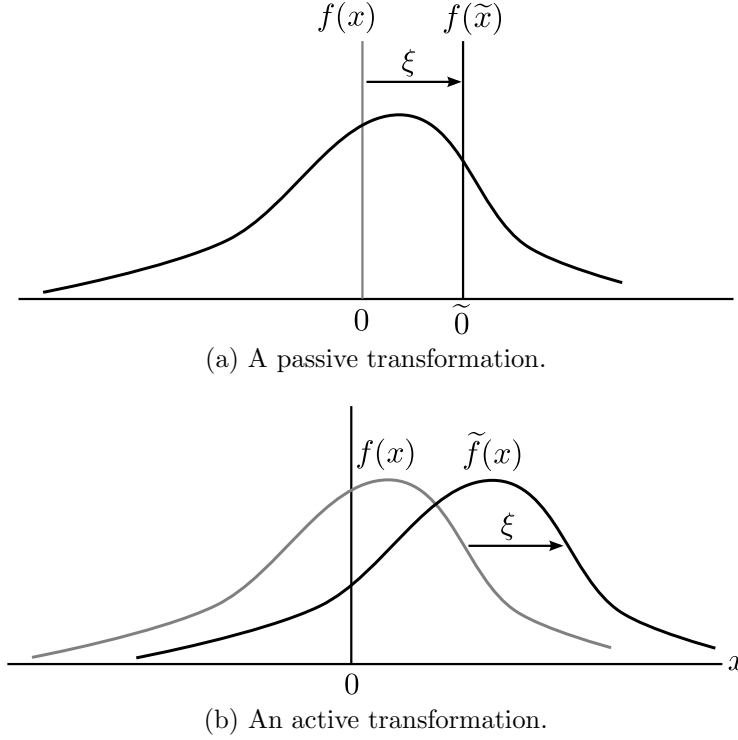 f(x) f(x̃)
ξ
0 0̃
(a) A passive transformation.
f(x) f̃(x)
ξ
x
0
(b) An active transformation.